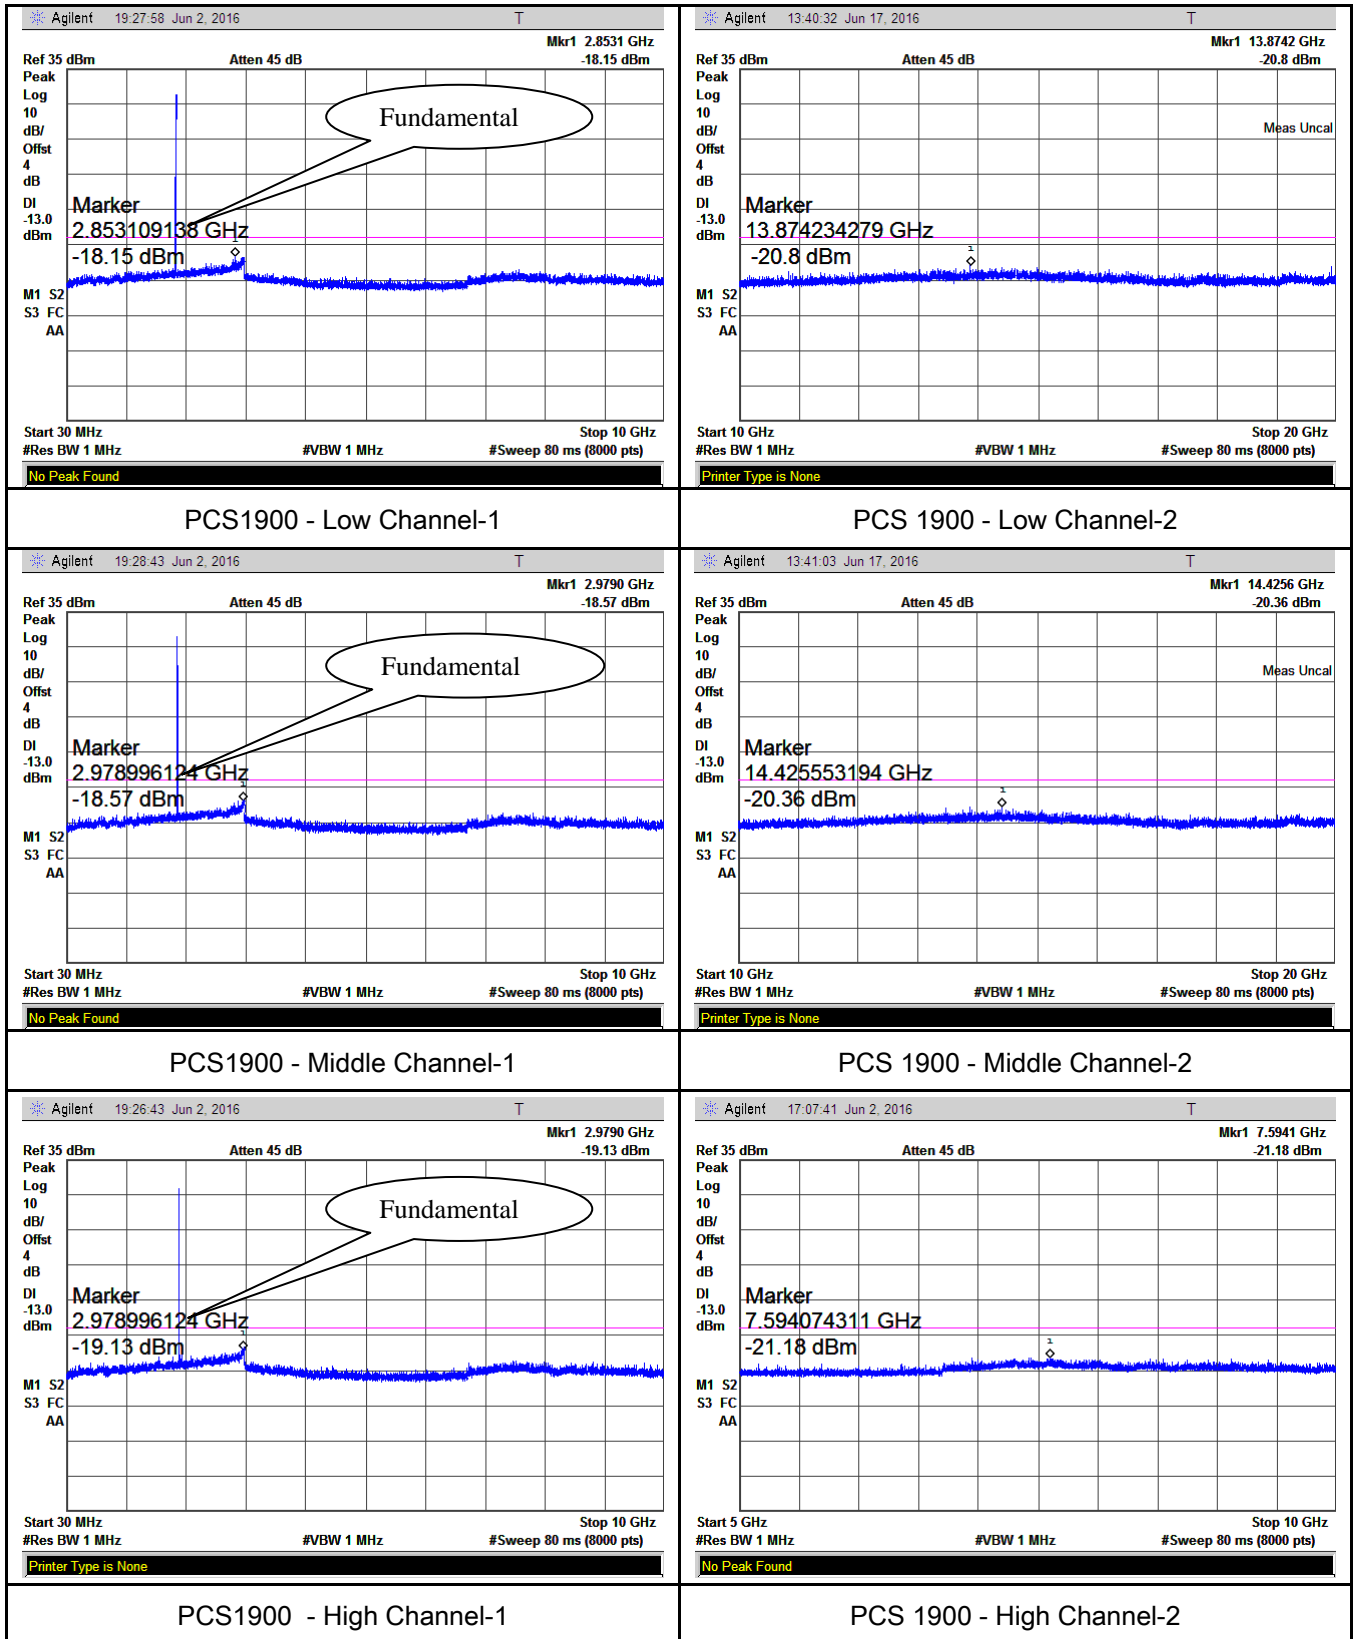 Agilent 19:27:58 Jun 2, 2016 T
Mkr1 2.8531 GHz
Ref 35 dBm Atten 45 dB -18.15 dBm
Peak
Log
10
dB/
Offst
4
dB
DI
-13.0
dBm
Fundamental
Marker
2.853109138 GHz
-18.15 dBm
1
M1 S2
S3 FC
AA
Start 30 MHz Stop 10 GHz
#Res BW 1 MHz #VBW 1 MHz #Sweep 80 ms (8000 pts)
No Peak Found
PCS1900 - Low Channel-1
Agilent 13:40:32 Jun 17, 2016 T
Mkr1 13.8742 GHz
Ref 35 dBm Atten 45 dB -20.8 dBm
Peak
Log
10
dB/
Offst
4
dB
DI
-13.0
dBm
Meas Uncal
Marker
13.874234279 GHz
-20.8 dBm
1
M1 S2
S3 FC
AA
Start 10 GHz Stop 20 GHz
#Res BW 1 MHz #VBW 1 MHz #Sweep 80 ms (8000 pts)
Printer Type is None
PCS 1900 - Low Channel-2
Agilent 19:28:43 Jun 2, 2016 T
Mkr1 2.9790 GHz
Ref 35 dBm Atten 45 dB -18.57 dBm
Peak
Log
10
dB/
Offst
4
dB
DI
-13.0
dBm
Fundamental
Marker
2.978996124 GHz
-18.57 dBm
1
M1 S2
S3 FC
AA
Start 30 MHz Stop 10 GHz
#Res BW 1 MHz #VBW 1 MHz #Sweep 80 ms (8000 pts)
No Peak Found
PCS1900 - Middle Channel-1
Agilent 13:41:03 Jun 17, 2016 T
Mkr1 14.4256 GHz
Ref 35 dBm Atten 45 dB -20.36 dBm
Peak
Log
10
dB/
Offst
4
dB
DI
-13.0
dBm
Meas Uncal
Marker
14.425553194 GHz
-20.36 dBm
1
M1 S2
S3 FC
AA
Start 10 GHz Stop 20 GHz
#Res BW 1 MHz #VBW 1 MHz #Sweep 80 ms (8000 pts)
Printer Type is None
PCS 1900 - Middle Channel-2
Agilent 19:26:43 Jun 2, 2016 T
Mkr1 2.9790 GHz
Ref 35 dBm Atten 45 dB -19.13 dBm
Peak
Log
10
dB/
Offst
4
dB
DI
-13.0
dBm
Fundamental
Marker
2.978996124 GHz
-19.13 dBm
1
M1 S2
S3 FC
AA
Start 30 MHz Stop 10 GHz
#Res BW 1 MHz #VBW 1 MHz #Sweep 80 ms (8000 pts)
Printer Type is None
PCS1900 - High Channel-1
Agilent 17:07:41 Jun 2, 2016 T
Mkr1 7.5941 GHz
Ref 35 dBm Atten 45 dB -21.18 dBm
Peak
Log
10
dB/
Offst
4
dB
DI
-13.0
dBm
Marker
7.594074311 GHz
-21.18 dBm
1
M1 S2
S3 FC
AA
Start 5 GHz Stop 10 GHz
#Res BW 1 MHz #VBW 1 MHz #Sweep 80 ms (8000 pts)
No Peak Found
PCS 1900 - High Channel-2